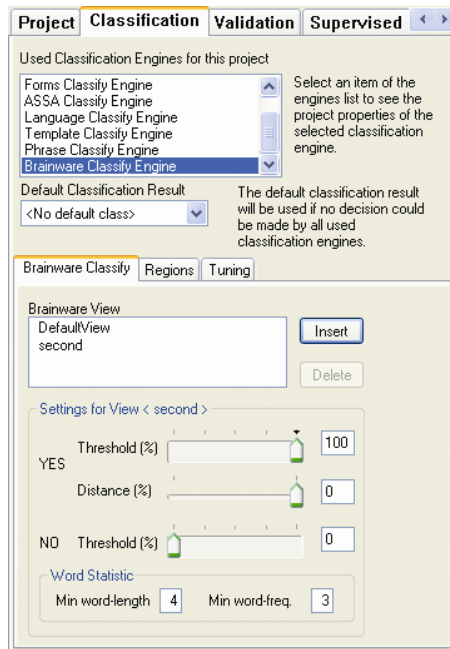 Project Classification Validation Supervised
Used Classification Engines for this project
Forms Classify Engine
ASSA Classify Engine
Language Classify Engine
Template Classify Engine
Phrase Classify Engine
Brainware Classify Engine
Select an item of the
engines list to see the
project properties of the
selected classification
engine.
Default Classification Result
<No default class>
The default classification result
will be used if no decision could
be made by all used
classification engines.
Brainware Classify Regions Tuning
Brainware View
DefaultView
second
Insert
Delete
Settings for View < second >
YES
Threshold (%) 100
Distance (%) 0
NO Threshold (%) 0
Word Statistic
Min word-length 4 Min word-freq. 3